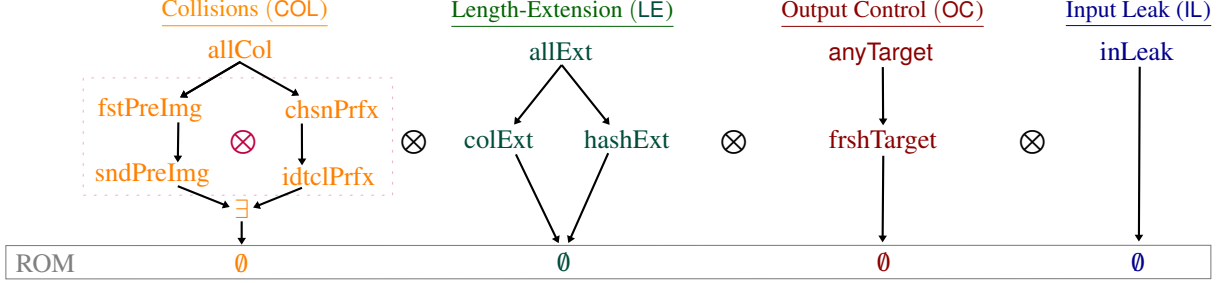 Collisions (COL) Length-Extension (LE) Output Control (OC) Input Leak (IL)
allCol allExt anyTarget inLeak
fstPreImg chsnPrfx
⊗ ⊗ colExt hashExt ⊗ frshTarget ⊗
sndPreImg idtclPrfx
∃
ROM ∅ ∅ ∅ ∅